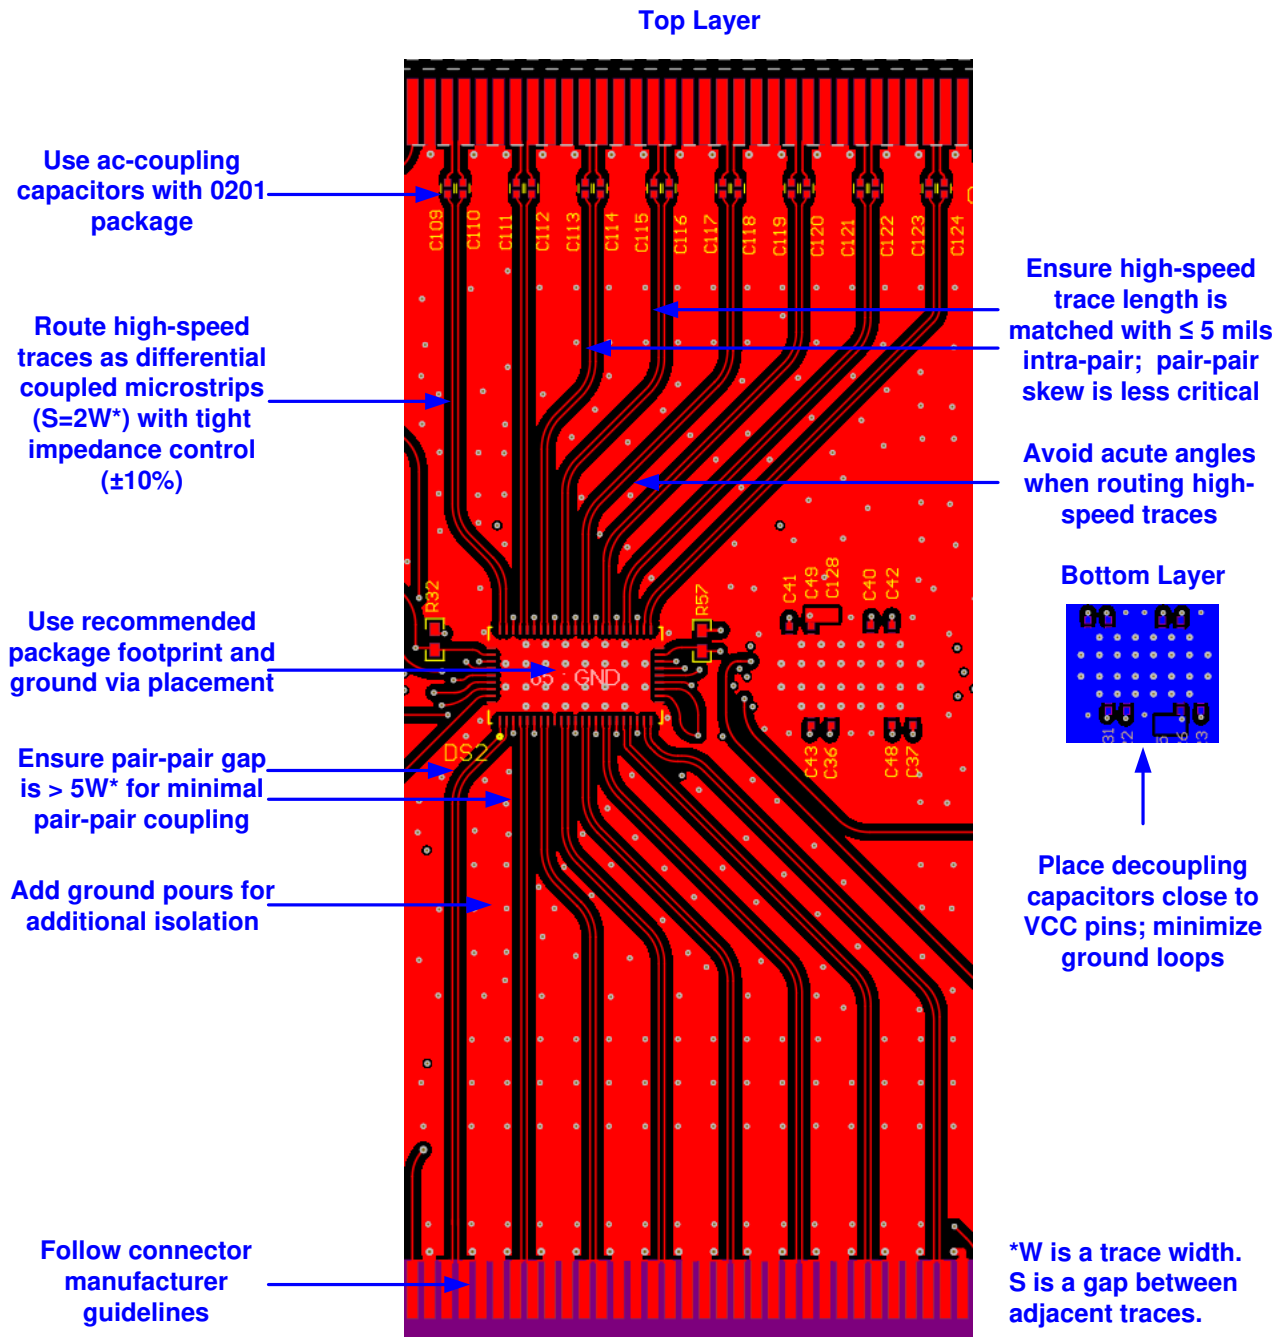 Top Layer
Use ac-coupling
capacitors with 0201
package
Route high-speed
traces as differential
coupled microstrips
(S=2W*) with tight
impedance control
(±10%)
Use recommended
package footprint and
ground via placement
Ensure pair-pair gap
is > 5W* for minimal
pair-pair coupling
Add ground pours for
additional isolation
Follow connector
manufacturer
guidelines
C109
C110
C111
C112
C113
C114
C115
C116
C117
C118
C119
C120
C121
C122
C123
C124
R32
R57
C41
C49
C128
C40
C42
GND
DS2
C43
C36
C48
C37
Ensure high-speed
trace length is
matched with ≤ 5 mils
intra-pair; pair-pair
skew is less critical
Avoid acute angles
when routing high-
speed traces
Bottom Layer
Place decoupling
capacitors close to
VCC pins; minimize
ground loops
*W is a trace width.
S is a gap between
adjacent traces.